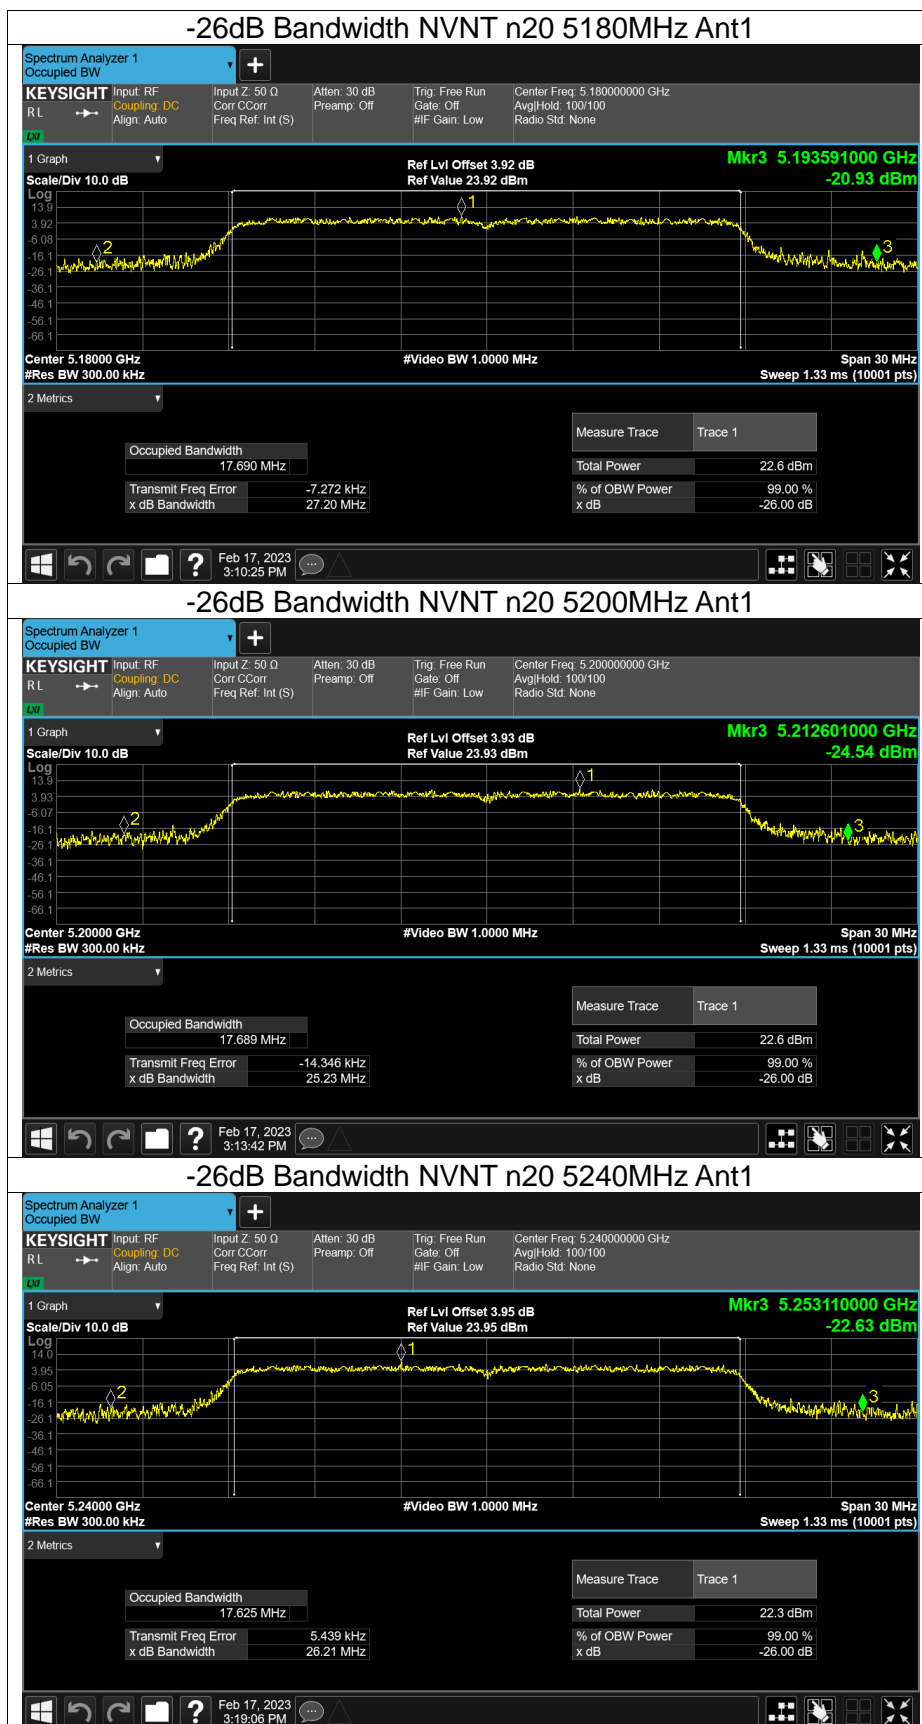 -26dB Bandwidth NVNT n20 5180MHz Ant1
Spectrum Analyzer 1
Occupied BW
KEYSIGHT Input: RF Input Z: 50 Ω Atten: 30 dB Trig: Free Run Center Freq: 5.180000000 GHz
R L Coupling: DC Corr CCorr Preamp: Off Gate: Off Avg|Hold: 100/100
Align: Auto Freq Ref: Int (S) #IF Gain: Low Radio Std: None
LXI
1 Graph Ref Lvl Offset 3.92 dB Mkr3 5.193591000 GHz
Scale/Div 10.0 dB Ref Value 23.92 dBm -20.93 dBm
Log
13.9
3.92
-6.08
-16.1
-26.1
-36.1
-46.1
-56.1
-66.1
1
2
3
Center 5.18000 GHz #Video BW 1.0000 MHz Span 30 MHz
#Res BW 300.00 kHz Sweep 1.33 ms (10001 pts)
2 Metrics
Measure Trace Trace 1
Occupied Bandwidth
17.690 MHz Total Power 22.6 dBm
Transmit Freq Error -7.272 kHz % of OBW Power 99.00 %
x dB Bandwidth 27.20 MHz x dB -26.00 dB
? Feb 17, 2023
3:10:25 PM
-26dB Bandwidth NVNT n20 5200MHz Ant1
Spectrum Analyzer 1
Occupied BW
KEYSIGHT Input: RF Input Z: 50 Ω Atten: 30 dB Trig: Free Run Center Freq: 5.200000000 GHz
R L Coupling: DC Corr CCorr Preamp: Off Gate: Off Avg|Hold: 100/100
Align: Auto Freq Ref: Int (S) #IF Gain: Low Radio Std: None
LXI
1 Graph Ref Lvl Offset 3.93 dB Mkr3 5.212601000 GHz
Scale/Div 10.0 dB Ref Value 23.93 dBm -24.54 dBm
Log
13.9
3.93
-6.07
-16.1
-26.1
-36.1
-46.1
-56.1
-66.1
1
2
3
Center 5.20000 GHz #Video BW 1.0000 MHz Span 30 MHz
#Res BW 300.00 kHz Sweep 1.33 ms (10001 pts)
2 Metrics
Measure Trace Trace 1
Occupied Bandwidth
17.689 MHz Total Power 22.6 dBm
Transmit Freq Error -14.346 kHz % of OBW Power 99.00 %
x dB Bandwidth 25.23 MHz x dB -26.00 dB
? Feb 17, 2023
3:13:42 PM
-26dB Bandwidth NVNT n20 5240MHz Ant1
Spectrum Analyzer 1
Occupied BW
KEYSIGHT Input: RF Input Z: 50 Ω Atten: 30 dB Trig: Free Run Center Freq: 5.240000000 GHz
R L Coupling: DC Corr CCorr Preamp: Off Gate: Off Avg|Hold: 100/100
Align: Auto Freq Ref: Int (S) #IF Gain: Low Radio Std: None
LXI
1 Graph Ref Lvl Offset 3.95 dB Mkr3 5.253110000 GHz
Scale/Div 10.0 dB Ref Value 23.95 dBm -22.63 dBm
Log
14.0
3.95
-6.05
-16.1
-26.1
-36.1
-46.1
-56.1
-66.1
1
2
3
Center 5.24000 GHz #Video BW 1.0000 MHz Span 30 MHz
#Res BW 300.00 kHz Sweep 1.33 ms (10001 pts)
2 Metrics
Measure Trace Trace 1
Occupied Bandwidth
17.625 MHz Total Power 22.3 dBm
Transmit Freq Error 5.439 kHz % of OBW Power 99.00 %
x dB Bandwidth 26.21 MHz x dB -26.00 dB
? Feb 17, 2023
3:19:06 PM